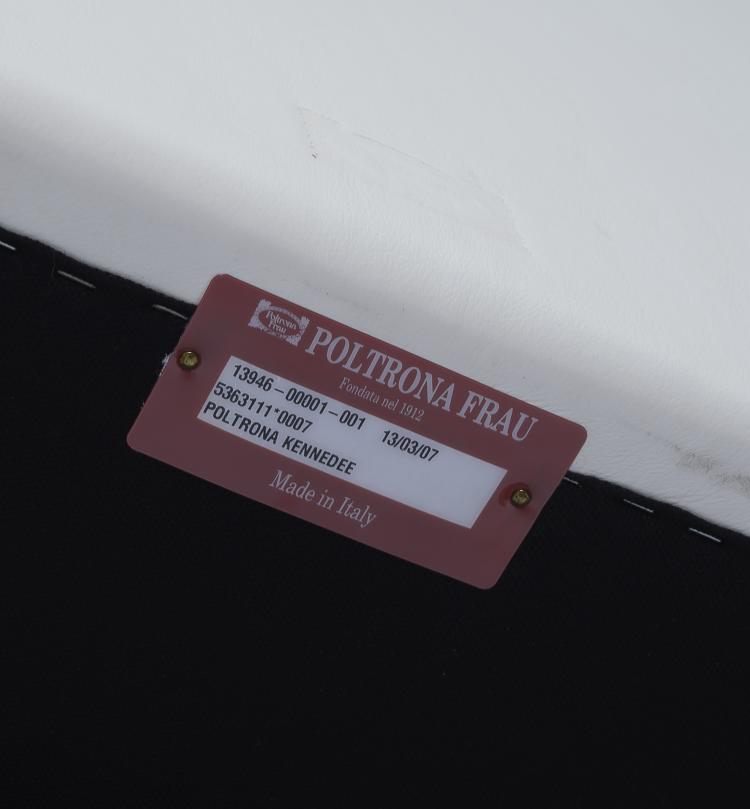 Poltrona
Frau
POLTRONA FRAU
Fondata nel 1912
13946-00001-001 13/03/07
5363111*0007
POLTRONA KENNEDEE
Made in Italy